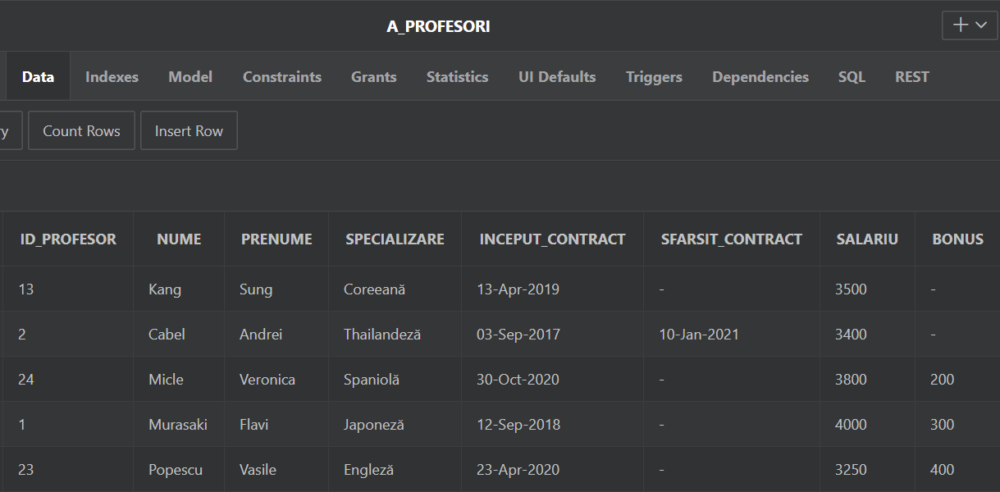 A_PROFESORI
Data Indexes Model Constraints Grants Statistics UI Defaults Triggers Dependencies SQL REST
Count Rows Insert Row
ID_PROFESOR NUME PRENUME SPECIALIZARE INCEPUT_CONTRACT SFARSIT_CONTRACT SALARIU BONUS
13 Kang Sung Coreeană 13-Apr-2019 - 3500 -
2 Cabel Andrei Thailandeză 03-Sep-2017 10-Jan-2021 3400 -
24 Micle Veronica Spaniolă 30-Oct-2020 - 3800 200
1 Murasaki Flavi Japoneză 12-Sep-2018 - 4000 300
23 Popescu Vasile Engleză 23-Apr-2020 - 3250 400